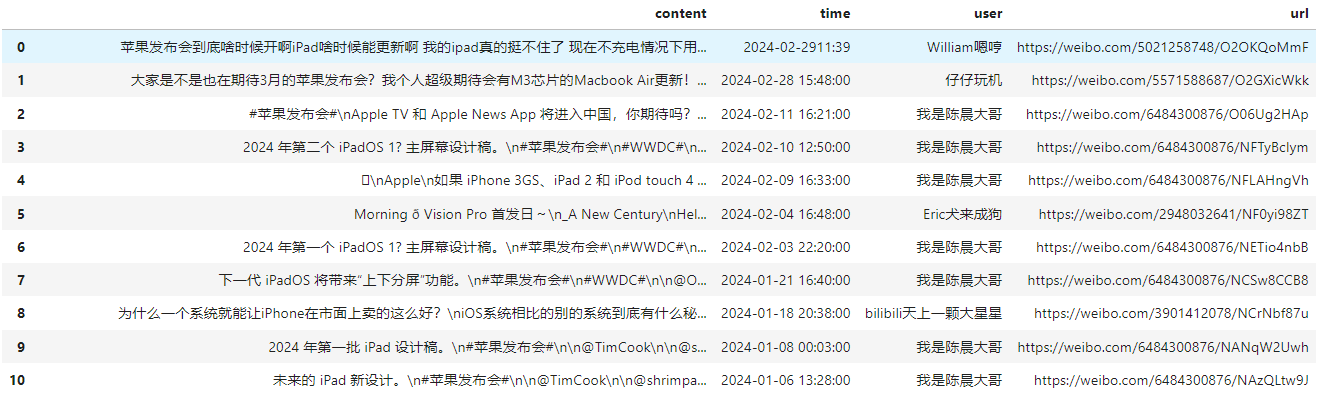 content time user url
0 苹果发布会到底啥时候开啊iPad啥时候能更新啊 我的ipad真的挺不住了 现在不充电情况下用... 2024-02-2911:39 William嗯哼 https://weibo.com/5021258748/O2OKQoMmF
1 大家是不是也在期待3月的苹果发布会？我个人超级期待会有M3芯片的Macbook Air更新！... 2024-02-28 15:48:00 仔仔玩机 https://weibo.com/5571588687/O2GXicWkk
2 #苹果发布会#\nApple TV 和 Apple News App 将进入中国，你期待吗？... 2024-02-11 16:21:00 我是陈晨大哥 https://weibo.com/6484300876/O06Ug2HAp
3 2024 年第二个 iPadOS 1? 主屏幕设计稿。\n#苹果发布会#\n#WWDC#\n... 2024-02-10 12:50:00 我是陈晨大哥 https://weibo.com/6484300876/NFTyBclym
4 \nApple\n如果 iPhone 3GS、iPad 2 和 iPod touch 4 ... 2024-02-09 16:33:00 我是陈晨大哥 https://weibo.com/6484300876/NFLAHngVh
5 Morning ō Vision Pro 首发日～\n_A New Century\nHel... 2024-02-04 16:48:00 Eric犬来成狗 https://weibo.com/2948032641/NF0yi98ZT
6 2024 年第一个 iPadOS 1? 主屏幕设计稿。\n#苹果发布会#\n#WWDC#\n... 2024-02-03 22:20:00 我是陈晨大哥 https://weibo.com/6484300876/NETio4nbB
7 下一代 iPadOS 将带来“上下分屏”功能。\n#苹果发布会#\n#WWDC#\n\n@O... 2024-01-21 16:40:00 我是陈晨大哥 https://weibo.com/6484300876/NCSw8CCB8
8 为什么一个系统就能让iPhone在市面上卖的这么好？\niOS系统相比的别的系统到底有什么秘... 2024-01-18 20:38:00 bilibili天上一颗大星星 https://weibo.com/3901412078/NCrNbf87u
9 2024 年第一批 iPad 设计稿。\n#苹果发布会#\n\n@TimCook\n\n@s... 2024-01-08 00:03:00 我是陈晨大哥 https://weibo.com/6484300876/NANqW2Uwh
10 未来的 iPad 新设计。\n#苹果发布会#\n\n@TimCook\n\n@shrimpa... 2024-01-06 13:28:00 我是陈晨大哥 https://weibo.com/6484300876/NAzQLtw9J